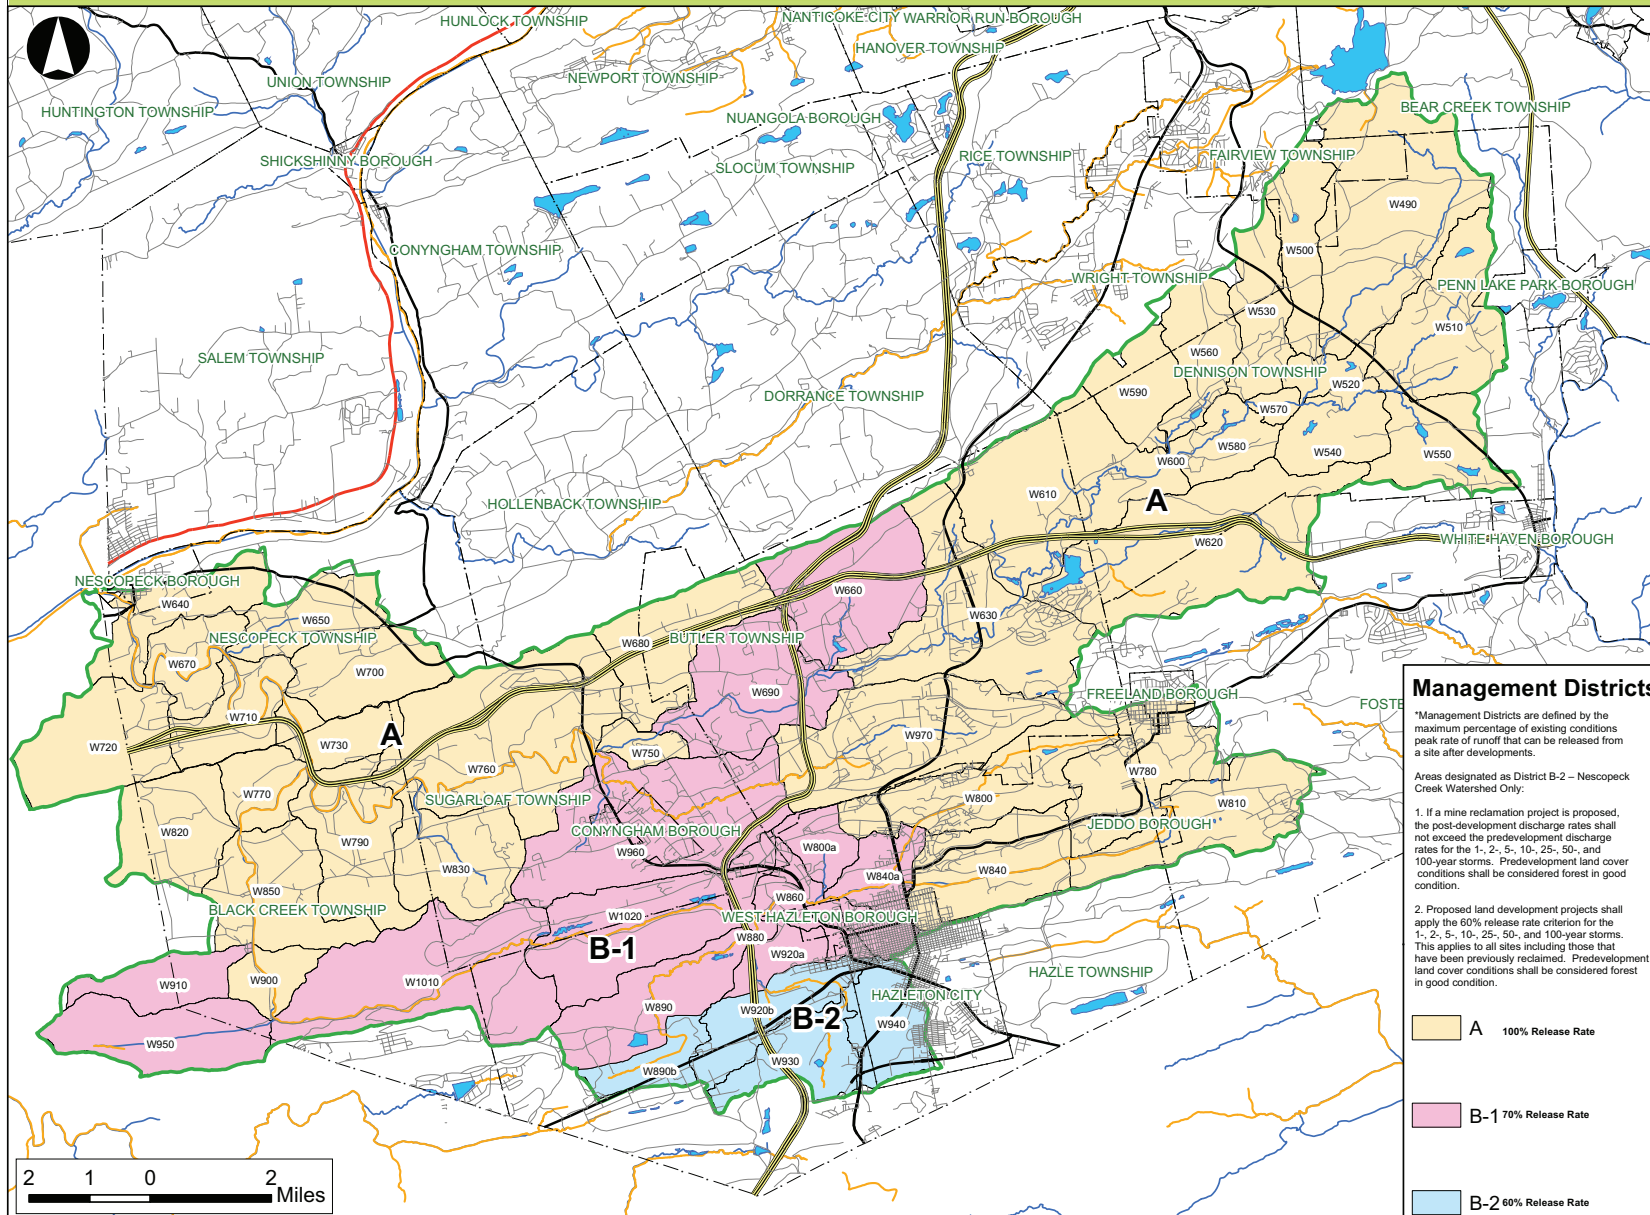 HUNLOCK TOWNSHIP
NANTICOKE CITY
WARRIOR RUN BOROUGH
HANOVER TOWNSHIP
UNION TOWNSHIP
NEWPORT TOWNSHIP
HUNTINGTON TOWNSHIP
NUANGOLA BOROUGH
BEAR CREEK TOWNSHIP
SHICKSHINNY BOROUGH
SLOCUM TOWNSHIP
RICE TOWNSHIP
FAIRVIEW TOWNSHIP
W490
CONYNGHAM TOWNSHIP
W500
WRIGHT TOWNSHIP
PENN LAKE PARK BOROUGH
W530
W510
SALEM TOWNSHIP
W560
DENNISON TOWNSHIP
W520
DORRANCE TOWNSHIP
W590
W570
W580
W540
W550
W600
HOLLENBACK TOWNSHIP
W610
A
WHITE HAVEN BOROUGH
W620
NESCOPECK BOROUGH
W640
W660
W650
W630
NESCOPECK TOWNSHIP
W680
BUTLER TOWNSHIP
W670
W700
W690
FREELAND BOROUGH
FOSTE
W710
A
W720
W730
W750
W970
W760
W780
W770
SUGARLOAF TOWNSHIP
W800
W810
W820
CONYNGHAM BOROUGH
JEDDO BOROUGH
W790
W960
W800a
W830
W840a
W840
W850
W860
BLACK CREEK TOWNSHIP
W1020
WEST HAZLETON BOROUGH
B-1
W880
W920a
W910
W900
W1010
HAZLE TOWNSHIP
HAZLETON CITY
W890
W920b
B-2
W940
W950
W890b
W930
Management Districts
*Management Districts are defined by the
maximum percentage of existing conditions
peak rate of runoff that can be released from
a site after developments.
Areas designated as District B-2 – Nescopeck
Creek Watershed Only:
1. If a mine reclamation project is proposed,
the post-development discharge rates shall
not exceed the predevelopment discharge
rates for the 1-, 2-, 5-, 10-, 25-, 50-, and
100-year storms. Predevelopment land cover
conditions shall be considered forest in good
condition.
2. Proposed land development projects shall
apply the 60% release rate criterion for the
1-, 2-, 5-, 10-, 25-, 50-, and 100-year storms.
This applies to all sites including those that
have been previously reclaimed. Predevelopment
land cover conditions shall be considered forest
in good condition.
A 100% Release Rate
B-1 70% Release Rate
B-2 60% Release Rate
2 1 0 2
Miles